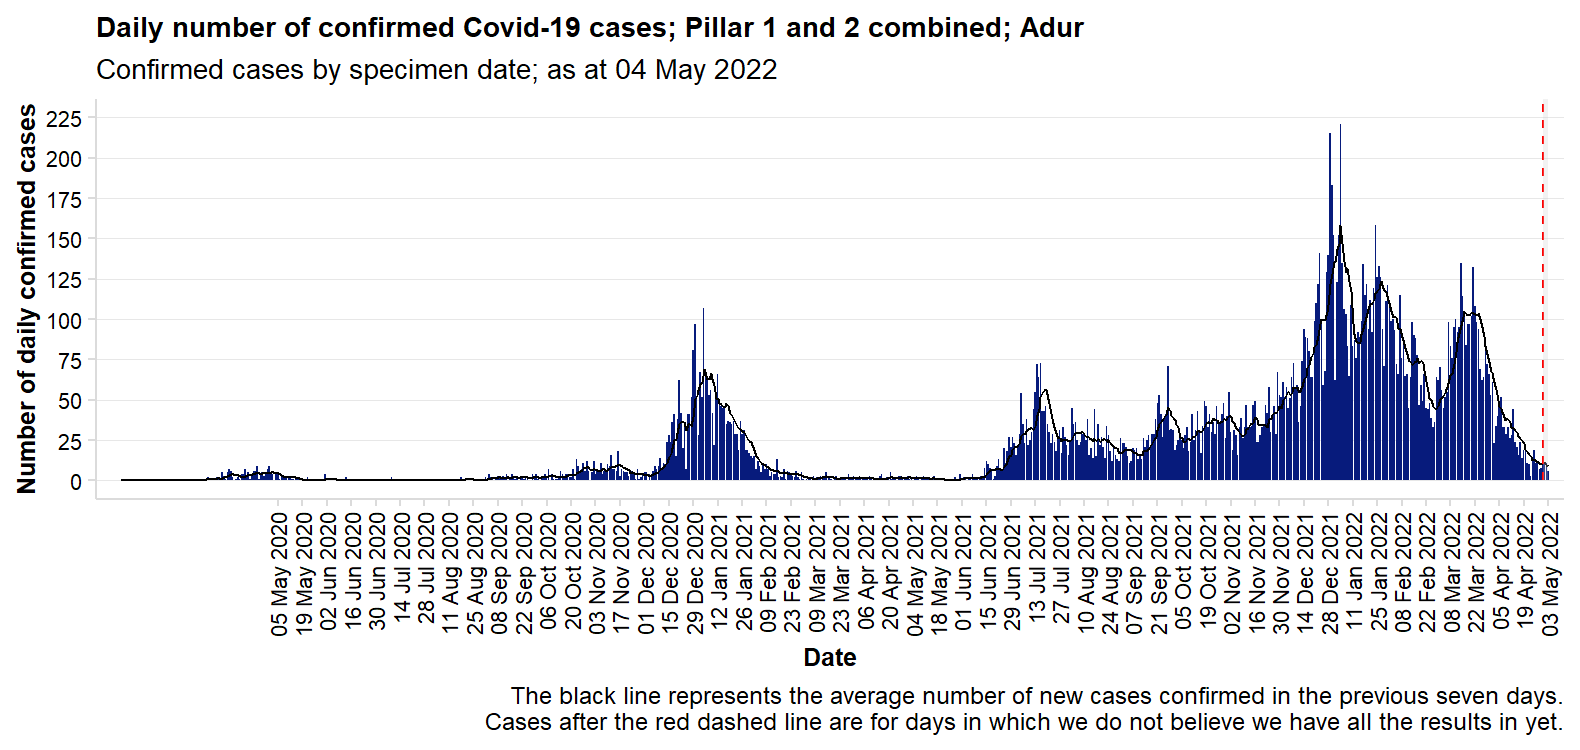 Daily number of confirmed Covid-19 cases; Pillar 1 and 2 combined; Adur
Confirmed cases by specimen date; as at 04 May 2022
Number of daily confirmed cases
225
200
175
150
125
100
75
50
25
0
05 May 2020
19 May 2020
02 Jun 2020
16 Jun 2020
30 Jun 2020
14 Jul 2020
28 Jul 2020
11 Aug 2020
25 Aug 2020
08 Sep 2020
22 Sep 2020
06 Oct 2020
20 Oct 2020
03 Nov 2020
17 Nov 2020
01 Dec 2020
15 Dec 2020
29 Dec 2020
12 Jan 2021
26 Jan 2021
09 Feb 2021
23 Feb 2021
09 Mar 2021
23 Mar 2021
06 Apr 2021
20 Apr 2021
04 May 2021
18 May 2021
01 Jun 2021
15 Jun 2021
29 Jun 2021
13 Jul 2021
27 Jul 2021
10 Aug 2021
24 Aug 2021
07 Sep 2021
21 Sep 2021
05 Oct 2021
19 Oct 2021
02 Nov 2021
16 Nov 2021
30 Nov 2021
14 Dec 2021
28 Dec 2021
11 Jan 2022
25 Jan 2022
08 Feb 2022
22 Feb 2022
08 Mar 2022
22 Mar 2022
05 Apr 2022
19 Apr 2022
03 May 2022
Date
The black line represents the average number of new cases confirmed in the previous seven days.
Cases after the red dashed line are for days in which we do not believe we have all the results in yet.